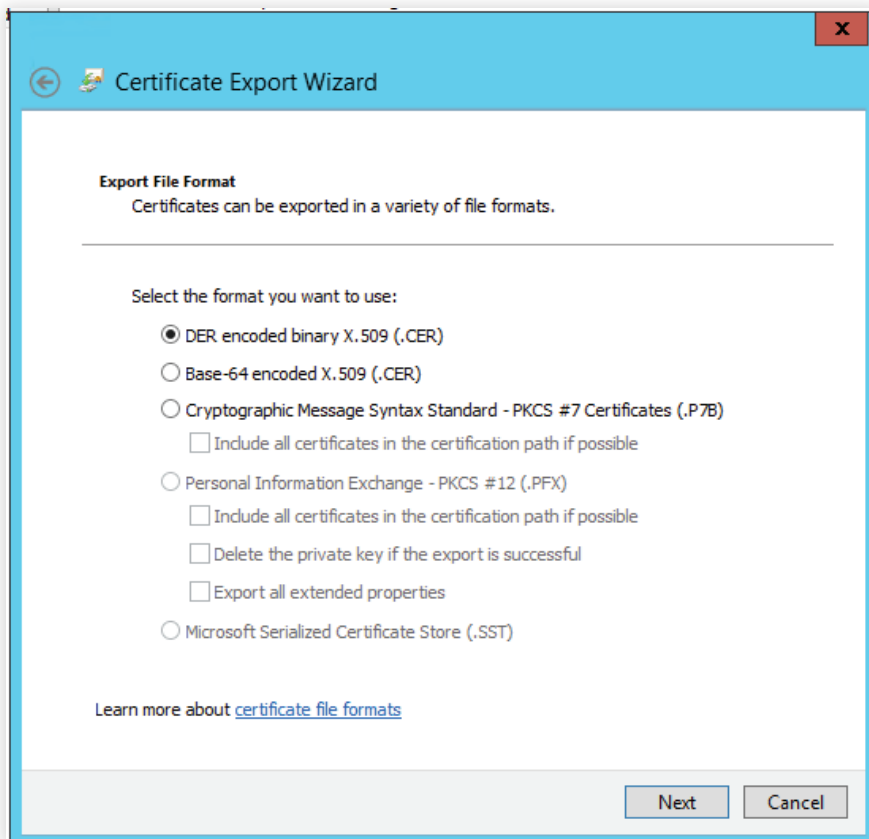 x
Certificate Export Wizard
Export File Format
Certificates can be exported in a variety of file formats.
Select the format you want to use:
DER encoded binary X.509 (.CER)
Base-64 encoded X.509 (.CER)
Cryptographic Message Syntax Standard - PKCS #7 Certificates (.P7B)
Include all certificates in the certification path if possible
Personal Information Exchange - PKCS #12 (.PFX)
Include all certificates in the certification path if possible
Delete the private key if the export is successful
Export all extended properties
Microsoft Serialized Certificate Store (.SST)
Learn more about certificate file formats
Next Cancel